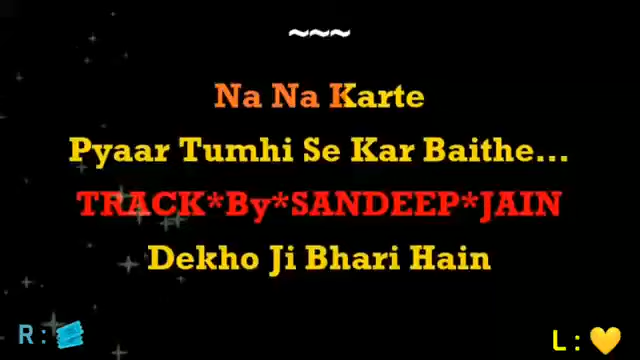 ~~~
Na Na Karte
Pyaar Tumhi Se Kar Baithe...
TRACK*By*SANDEEP*JAIN
Dekho Ji Bhari Hain
R : 
L : 💛